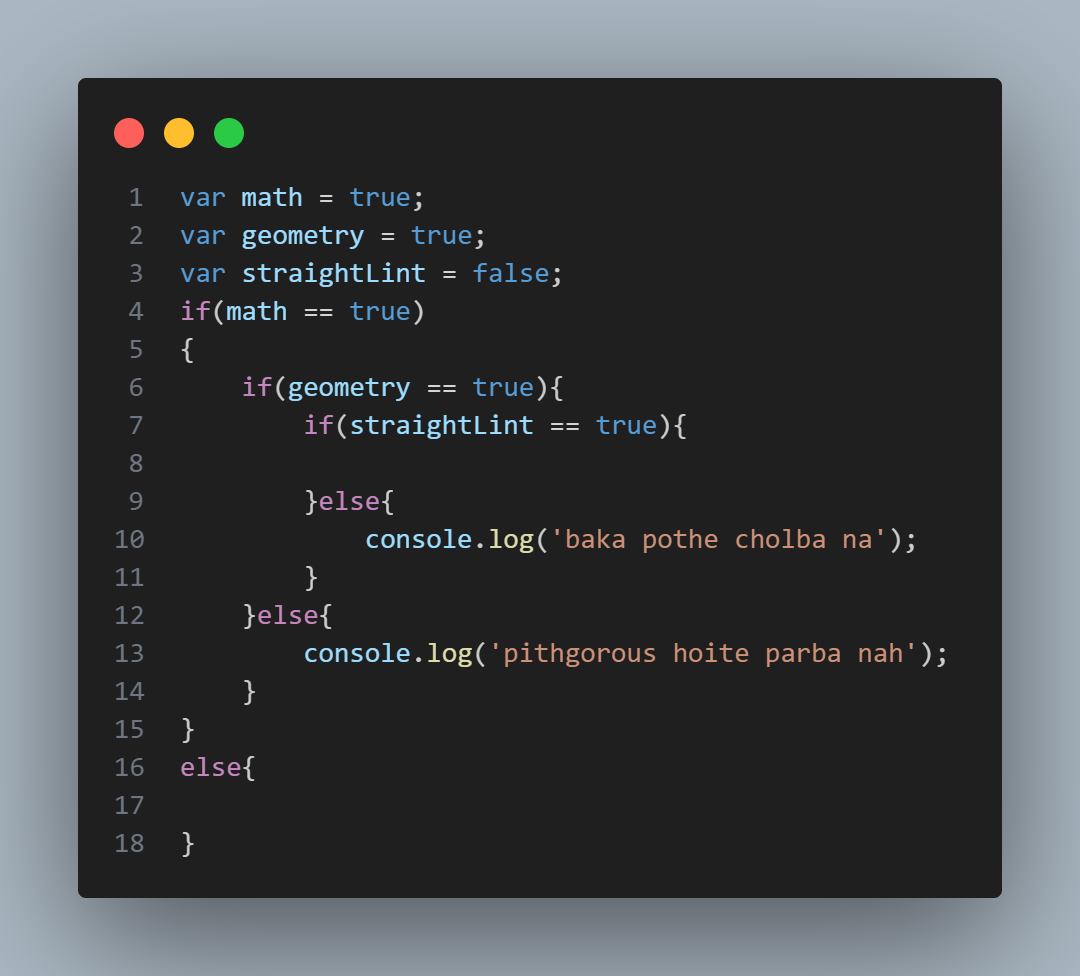 1 var math = true;
2 var geometry = true;
3 var straightLint = false;
4 if(math == true)
5 {
6     if(geometry == true){
7         if(straightLint == true){
8
9         }else{
10             console.log('baka pothe cholba na');
11         }
12     }else{
13         console.log('pithgorous hoite parba nah');
14     }
15 }
16 else{
17
18 }